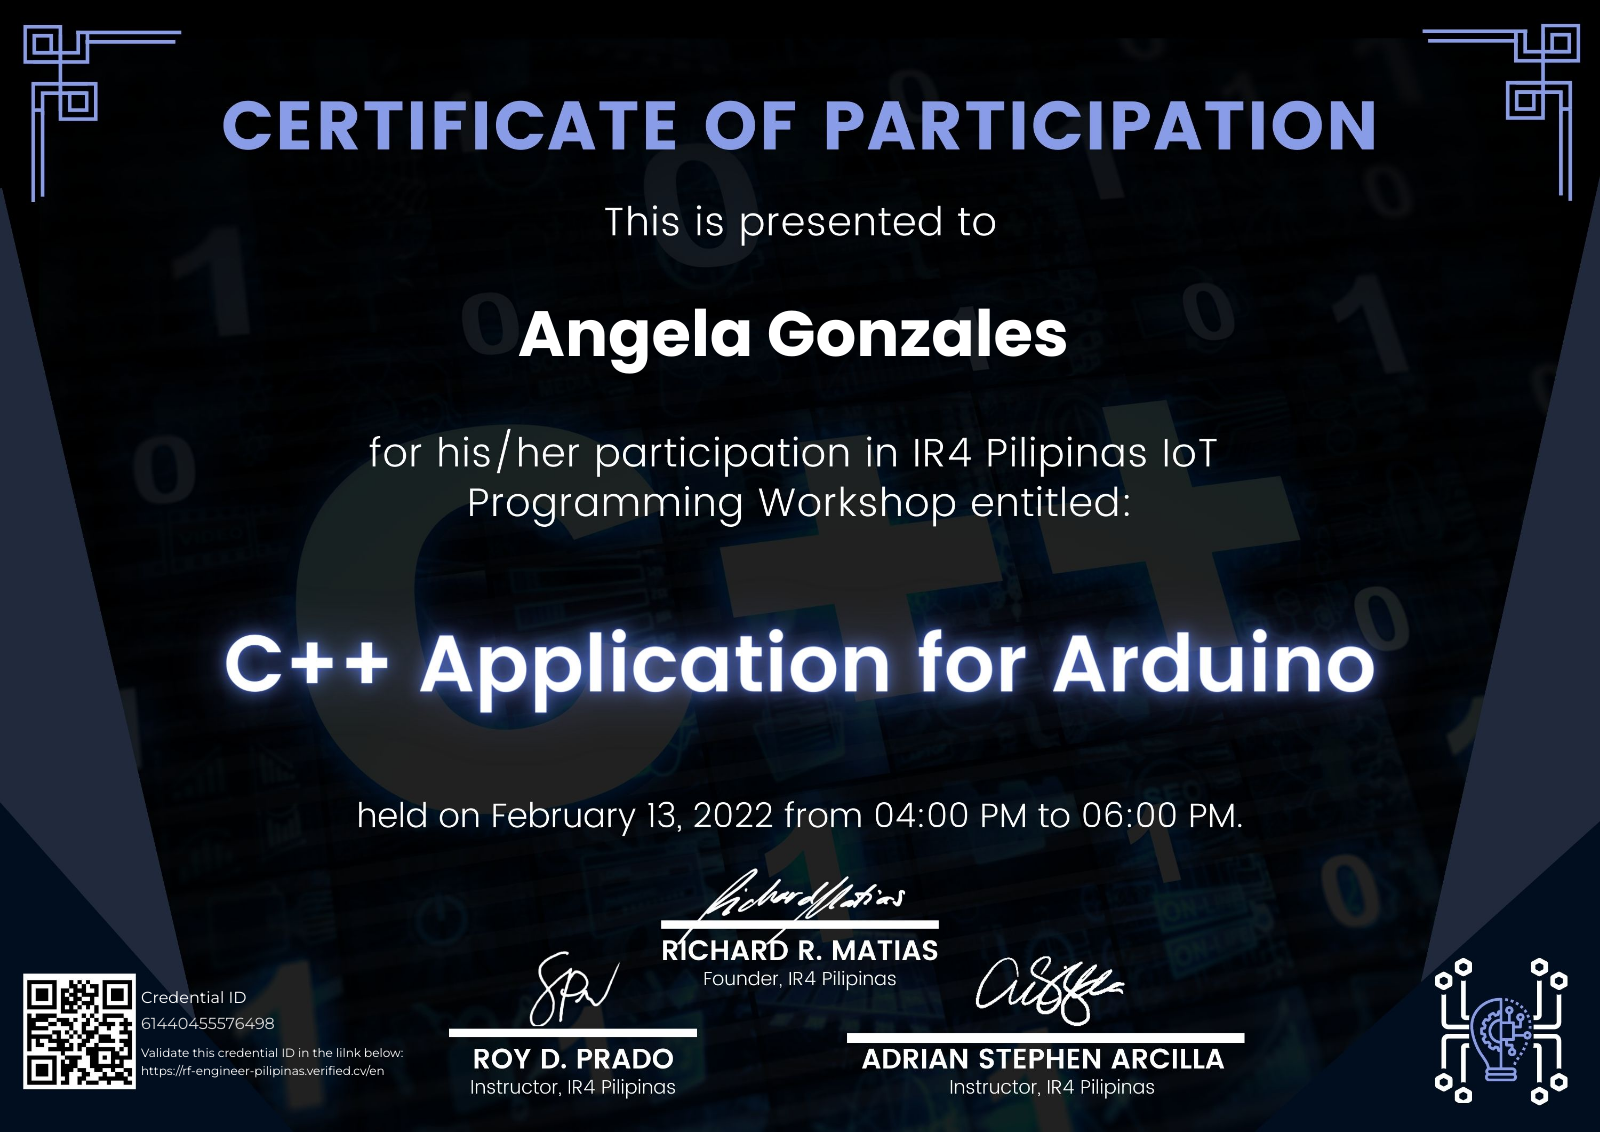 CERTIFICATE OF PARTICIPATION
This is presented to
Angela Gonzales
for his/her participation in IR4 Pilipinas IoT
Programming Workshop entitled:
C++ Application for Arduino
held on February 13, 2022 from 04:00 PM to 06:00 PM.
Richard Matias
RICHARD R. MATIAS
Founder, IR4 Pilipinas
ROY D. PRADO
Instructor, IR4 Pilipinas
ADRIAN STEPHEN ARCILLA
Instructor, IR4 Pilipinas
Credential ID
61440455576498
Validate this credential ID in the lilnk below:
https://rf-engineer-pilipinas.verified.cv/en